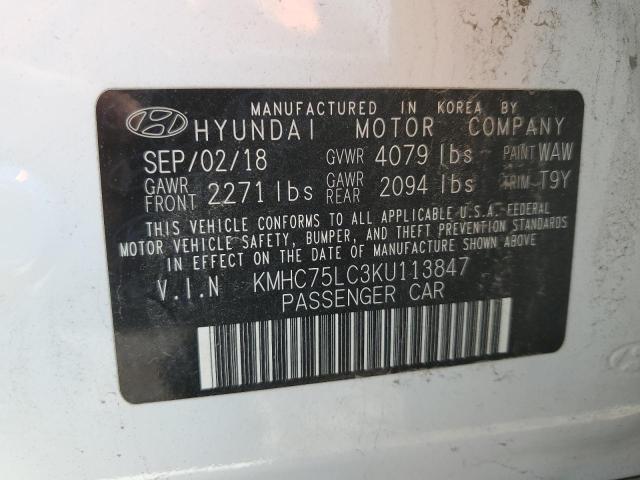 MANUFACTURED IN KOREA BY
HYUNDAI MOTOR COMPANY
SEP/02/18 GVWR 4079 lbs PAINT WAW
GAWR FRONT 2271 lbs GAWR REAR 2094 lbs TRIM T9Y
THIS VEHICLE CONFORMS TO ALL APPLICABLE U.S.A. FEDERAL
MOTOR VEHICLE SAFETY, BUMPER, AND THEFT PREVENTION STANDARDS
IN EFFECT ON THE DATE OF MANUFACTURE SHOWN ABOVE.
V.I.N KMHC75LC3KU113847
PASSENGER CAR